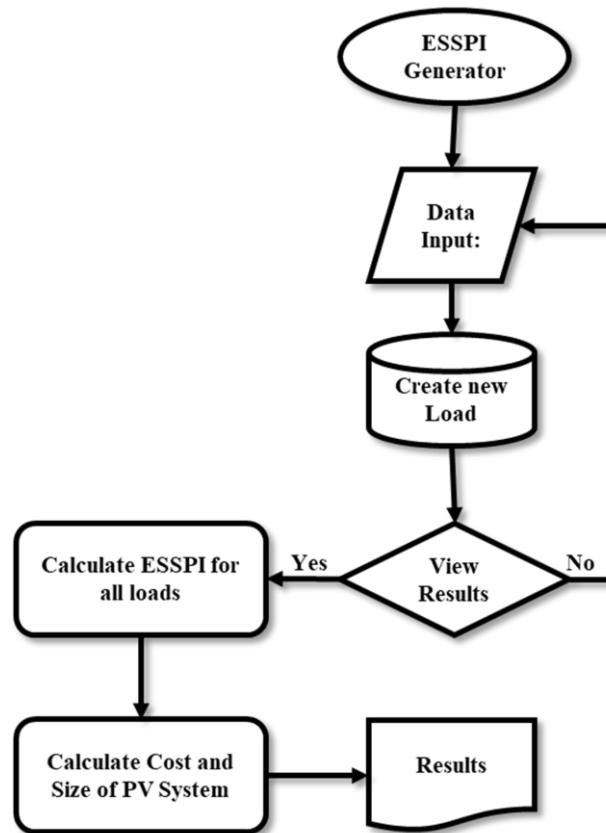 ESSPI
Generator
Data
Input:
Create new
Load
View
Results
Yes
No
Calculate ESSPI for
all loads
Calculate Cost and
Size of PV System
Results